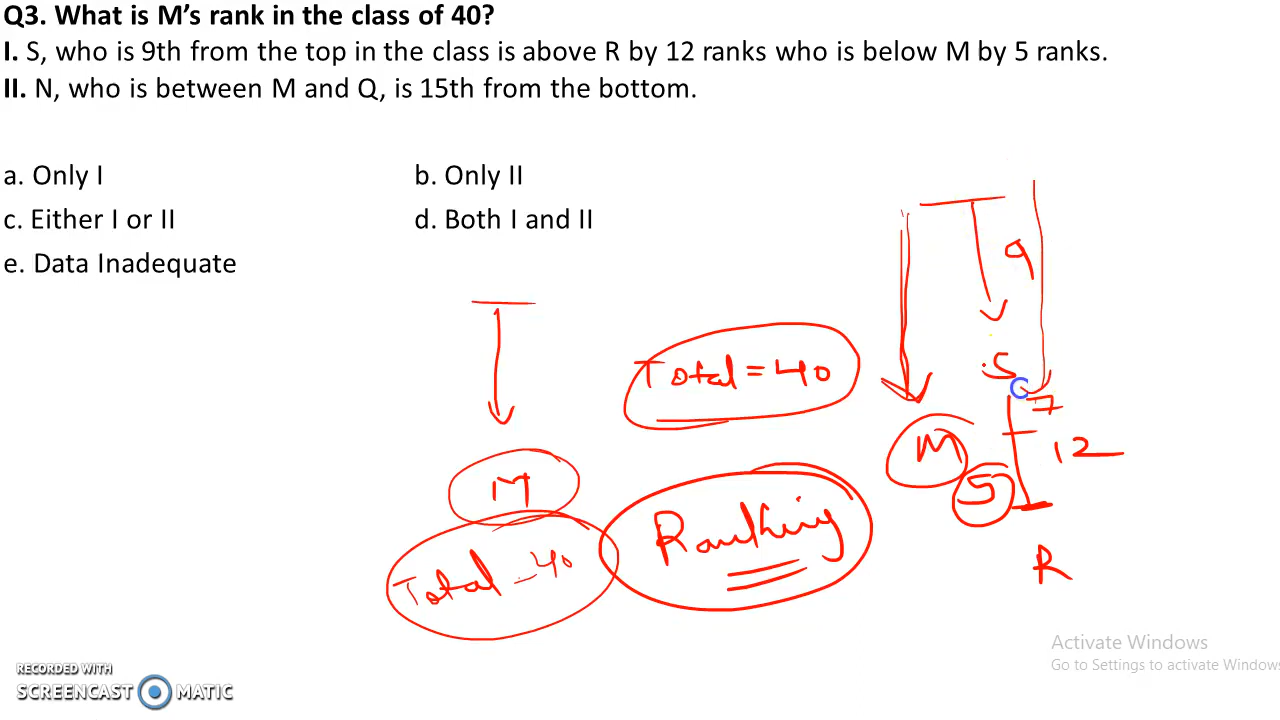 Q3. What is M’s rank in the class of 40?
I. S, who is 9th from the top in the class is above R by 12 ranks who is below M by 5 ranks.
II. N, who is between M and Q, is 15th from the bottom.
a. Only I
b. Only II
c. Either I or II
d. Both I and II
e. Data Inadequate
9
Total = 40
S
7
M
12
5
M
Ranking
Total - 40
R
Activate Windows
Go to Settings to activate Windows
RECORDED WITH
SCREENCAST MATIC